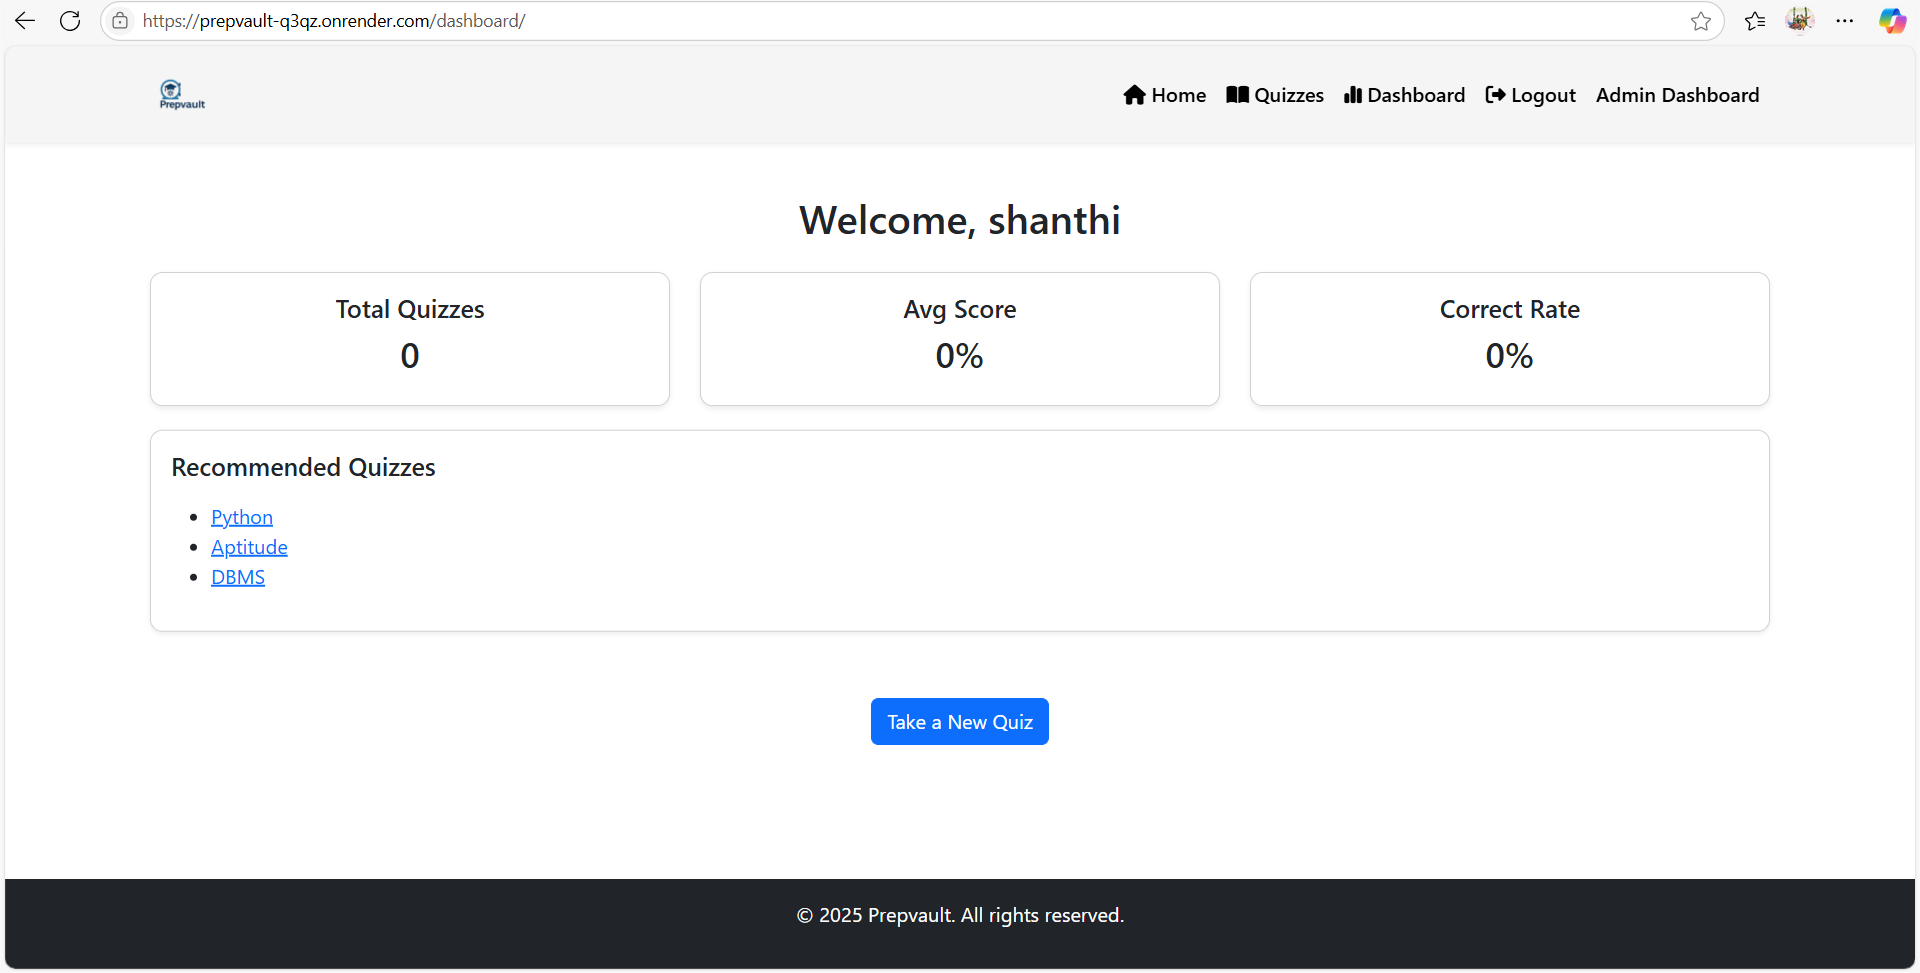 https://prepvault-q3qz.onrender.com/dashboard/
Prepvault
Home Quizzes Dashboard Logout Admin Dashboard
Welcome, shanthi
Total Quizzes
0
Avg Score
0%
Correct Rate
0%
Recommended Quizzes
Python
Aptitude
DBMS
Take a New Quiz
© 2025 Prepvault. All rights reserved.